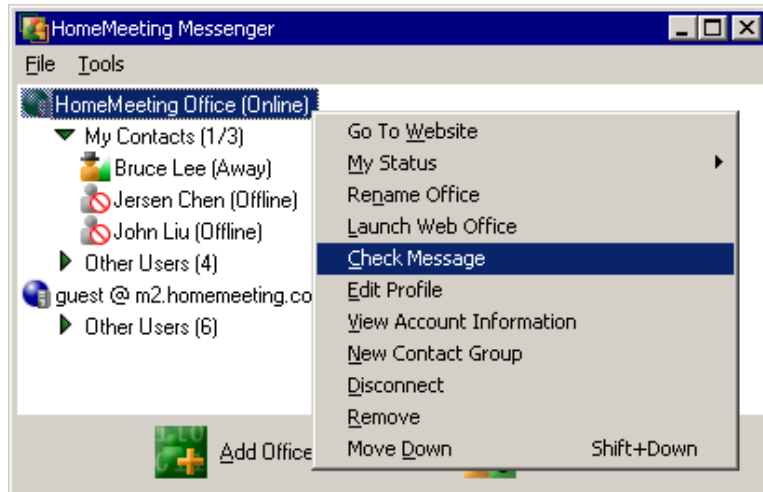 HomeMeeting Messenger
File Tools
HomeMeeting Office (Online)
My Contacts (1/3)
Bruce Lee (Away)
Jersen Chen (Offline)
John Liu (Offline)
Other Users (4)
guest @ m2.homemeeting.co
Other Users (6)
Go To Website
My Status
Rename Office
Launch Web Office
Check Message
Edit Profile
View Account Information
New Contact Group
Disconnect
Remove
Move Down Shift+Down
Add Office